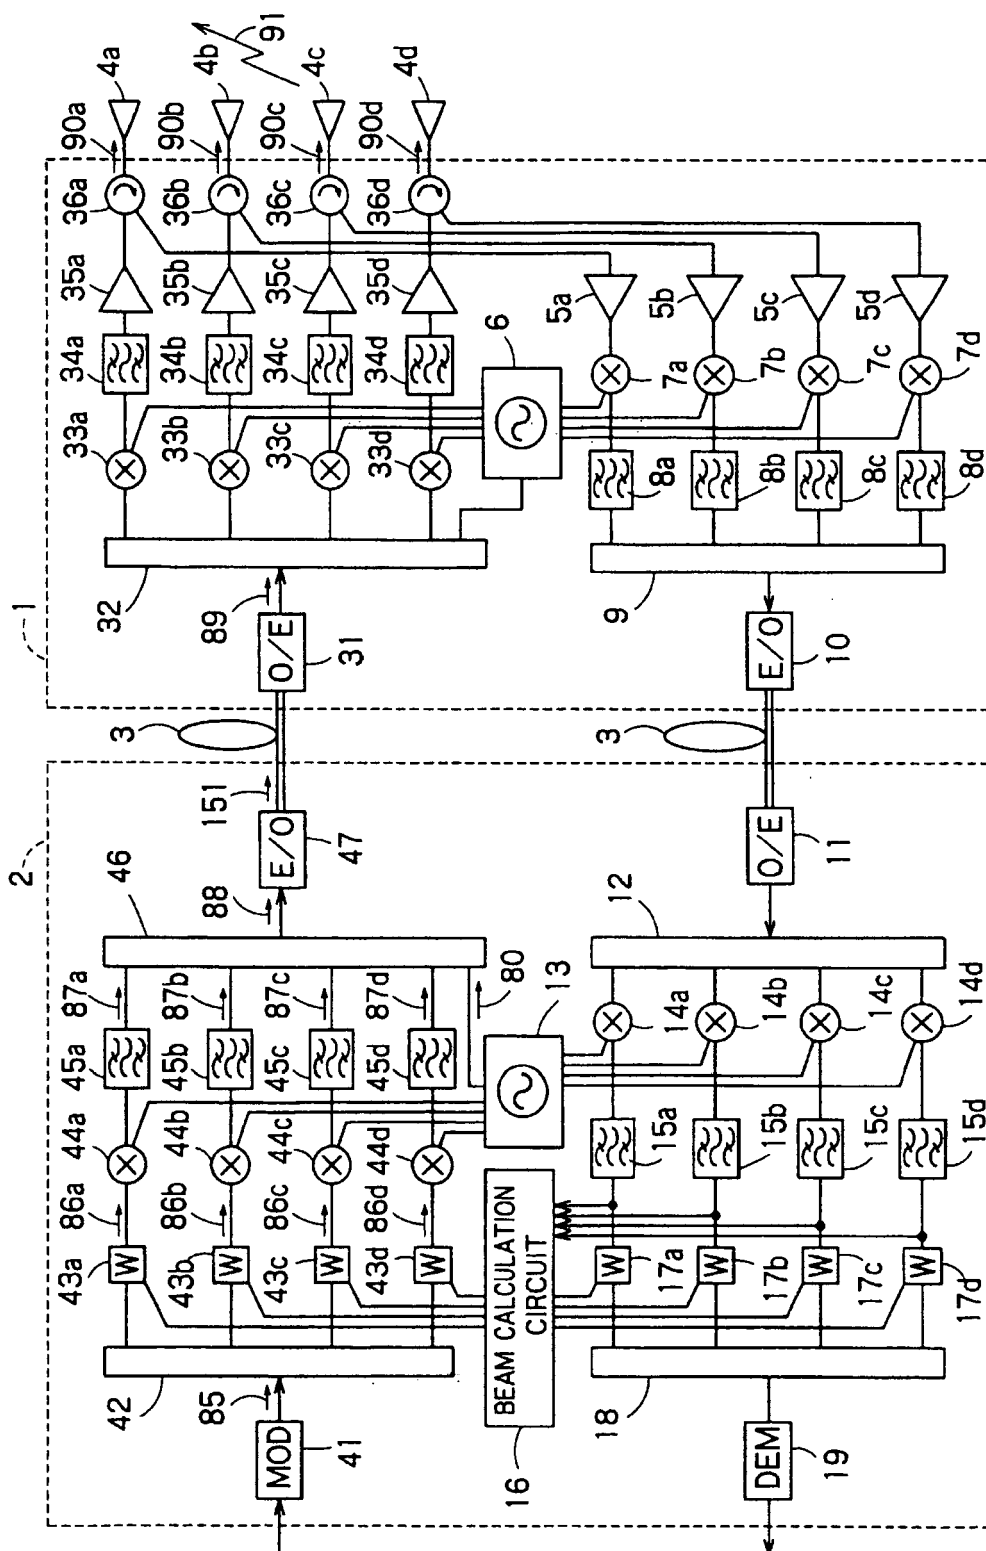 1
2
90a
4a
90b
4b
91
90c
4c
90d
4d
36a
36b
36c
36d
35a
35b
35c
35d
34a
34b
34c
34d
33a
33b
33c
33d
6
5a
5b
5c
5d
7a
7b
7c
7d
8a
8b
8c
8d
32
89
O/E
31
9
E/O
10
3
3
151
E/O
47
88
46
O/E
11
12
87a
87b
87c
87d
80
45a
45b
45c
45d
13
44a
44b
44c
44d
14a
14b
14c
14d
86a
86b
86c
86d
15a
15b
15c
15d
43a
43b
43c
43d
W
W
W
W
BEAM CALCULATION
CIRCUIT
16
W
W
W
W
17a
17b
17c
17d
42
85
MOD
41
18
DEM
19